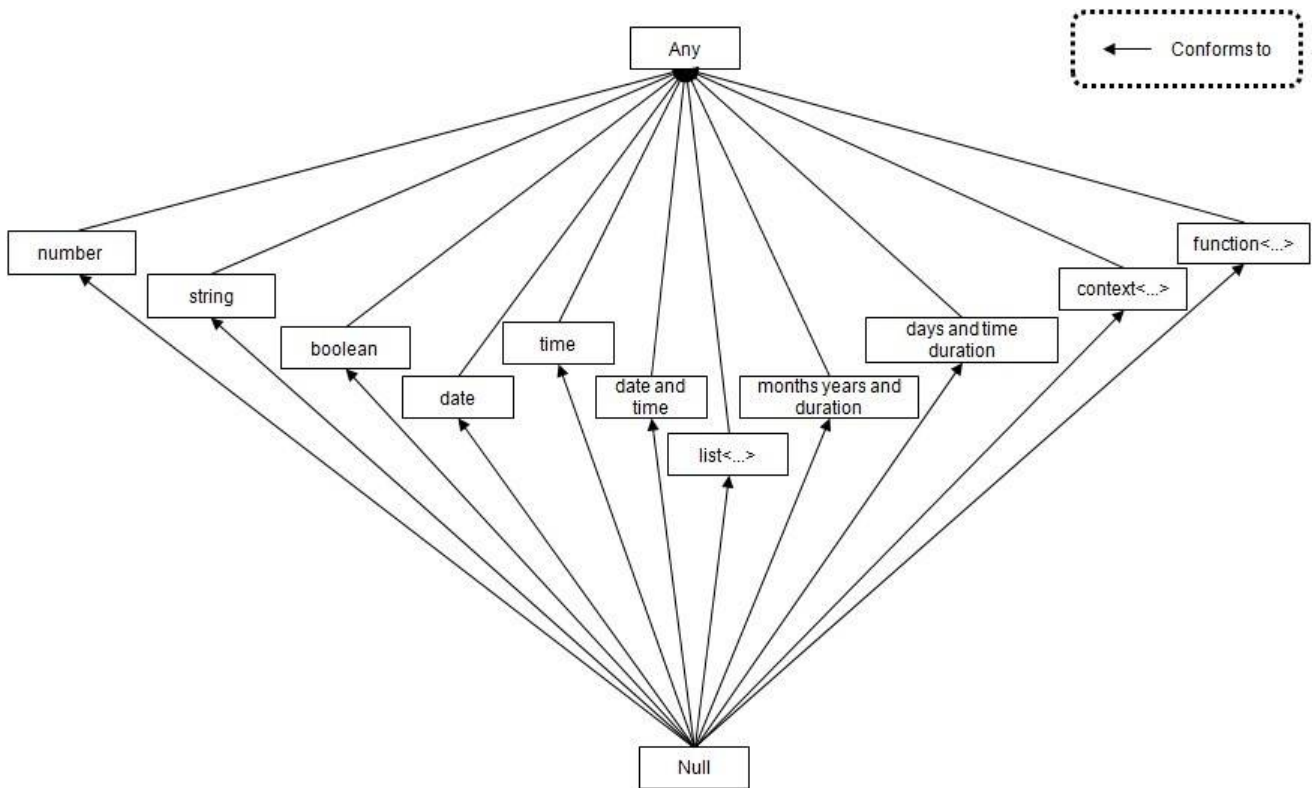 Any
Conforms to
number
string
boolean
date
time
date and
time
list<...>
months years and
duration
days and time
duration
context<...>
function<...>
Null